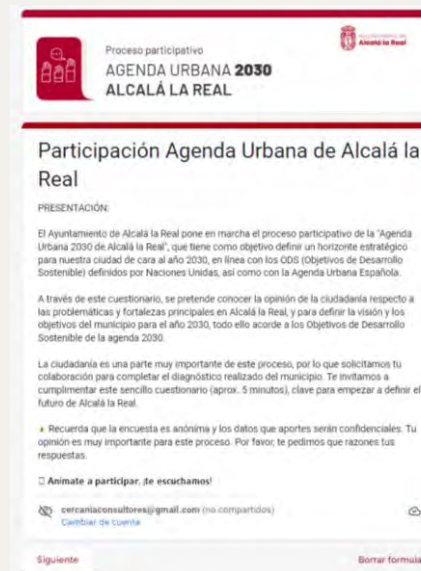 Proceso participativo
AGENDA URBANA 2030
ALCALÁ LA REAL
Alcalá la Real
Participación Agenda Urbana de Alcalá la
Real
PRESENTACIÓN:
El Ayuntamiento de Alcalá la Real pone en marcha el proceso participativo de la "Agenda
Urbana 2030 de Alcalá la Real", que tiene como objetivo definir un horizonte estratégico
para nuestra ciudad de cara al año 2030, en línea con los ODS (Objetivos de Desarrollo
Sostenible) definidos por Naciones Unidas, así como con la Agenda Urbana Española.
A través de este cuestionario, se pretende conocer la opinión de la ciudadanía respecto a
las problemáticas y fortalezas principales en Alcalá la Real, y para definir la visión y los
objetivos del municipio para el año 2030, todo ello acorde a los Objetivos de Desarrollo
Sostenible de la agenda 2030.
La ciudadanía es una parte muy importante de este proceso, por lo que solicitamos tu
colaboración para completar el diagnóstico realizado del municipio. Te invitamos a
cumplimentar este sencillo cuestionario (aprox. 5 minutos), clave para empezar a definir el
futuro de Alcalá la Real.
Recuerda que la encuesta es anónima y los datos que aportes serán confidenciales. Tu
opinión es muy importante para este proceso. Por favor, te pedimos que razones tus
respuestas.
Anímate a participar, ¡te escuchamos!
cercaniaconsultores@gmail.com (no compartidos)
Cambiar de cuenta
Siguiente
Borrar formula